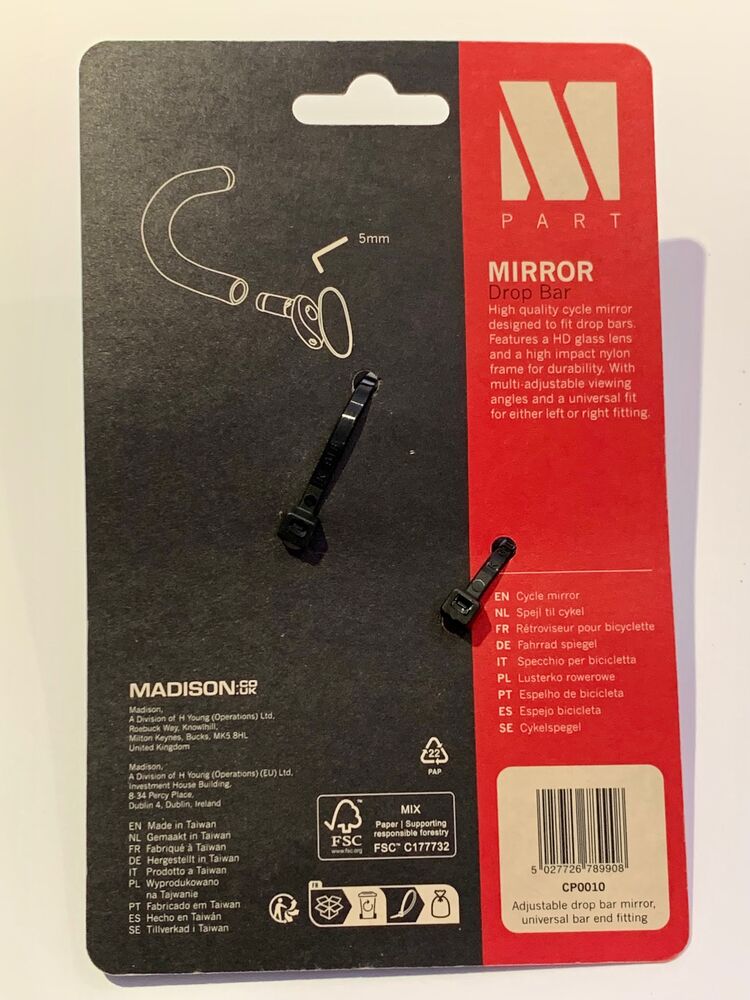 M
PART
5mm
MIRROR
Drop Bar
High quality cycle mirror
designed to fit drop bars.
Features a HD glass lens
and a high impact nylon
frame for durability. With
multi-adjustable viewing
angles and a universal fit
for either left or right fitting.
EN Cycle mirror
NL Spejl til cykel
FR Rétroviseur pour bicyclette
DE Fahrrad spiegel
IT Specchio per bicicletta
PL Lusterko rowerowe
PT Espelho de bicicleta
ES Espejo bicicleta
SE Cykelspegel
MADISON.CO
UK
Madison,
A Division of H Young (Operations) Ltd,
Roebuck Way, Knowlhill,
Milton Keynes, Bucks, MK5 8HL
United Kingdom
Madison,
A Division of H Young (Operations) (EU) Ltd,
Investment House Building,
8-34 Percy Place,
Dublin 4, Dublin, Ireland
EN Made in Taiwan
NL Gemaakt in Taiwan
FR Fabriqué à Taiwan
DE Hergestellt in Taiwan
IT Prodotto a Taiwan
PL Wyprodukowano
na Tajwanie
PT Fabricado em Taiwan
ES Hecho en Taiwán
SE Tillverkad i Taiwan
22
PAP
FSC
www.fsc.org
MIX
Paper | Supporting
responsible forestry
FSC™ C177732
FR
5 027726 789908
CP0010
Adjustable drop bar mirror,
universal bar end fitting